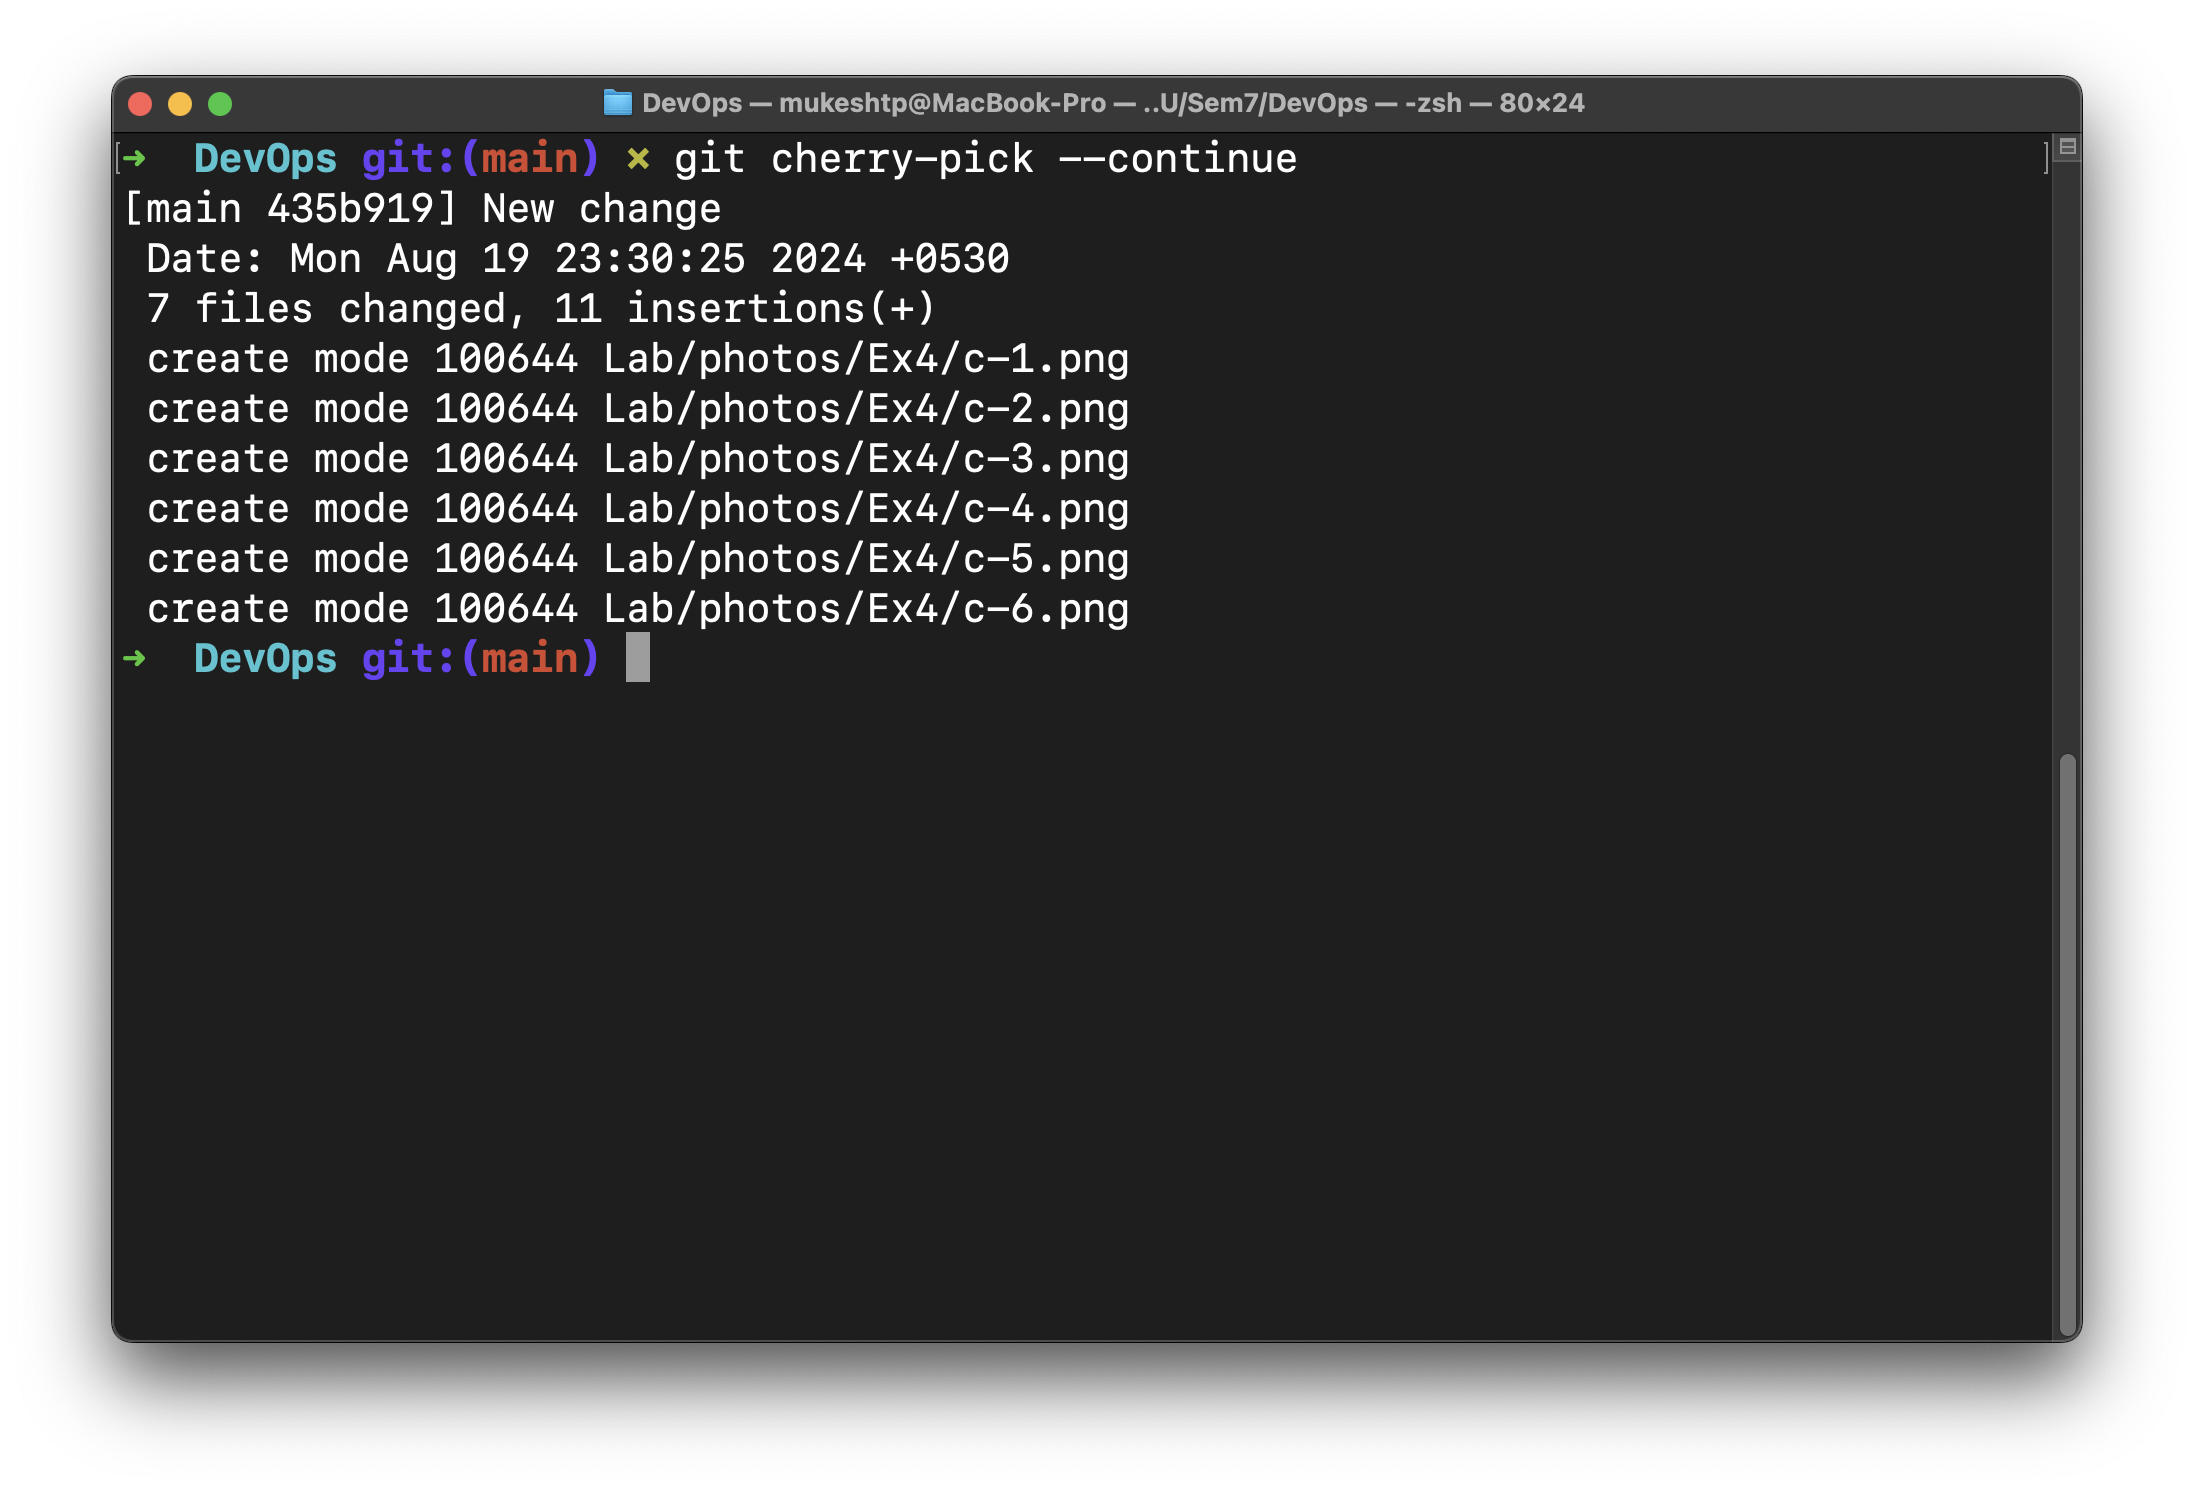 DevOps — mukeshtp@MacBook-Pro — ..U/Sem7/DevOps — -zsh — 80×24
[➜  DevOps git:(main) ✗ git cherry-pick --continue ]
[main 435b919] New change
 Date: Mon Aug 19 23:30:25 2024 +0530
 7 files changed, 11 insertions(+)
 create mode 100644 Lab/photos/Ex4/c-1.png
 create mode 100644 Lab/photos/Ex4/c-2.png
 create mode 100644 Lab/photos/Ex4/c-3.png
 create mode 100644 Lab/photos/Ex4/c-4.png
 create mode 100644 Lab/photos/Ex4/c-5.png
 create mode 100644 Lab/photos/Ex4/c-6.png
➜  DevOps git:(main)